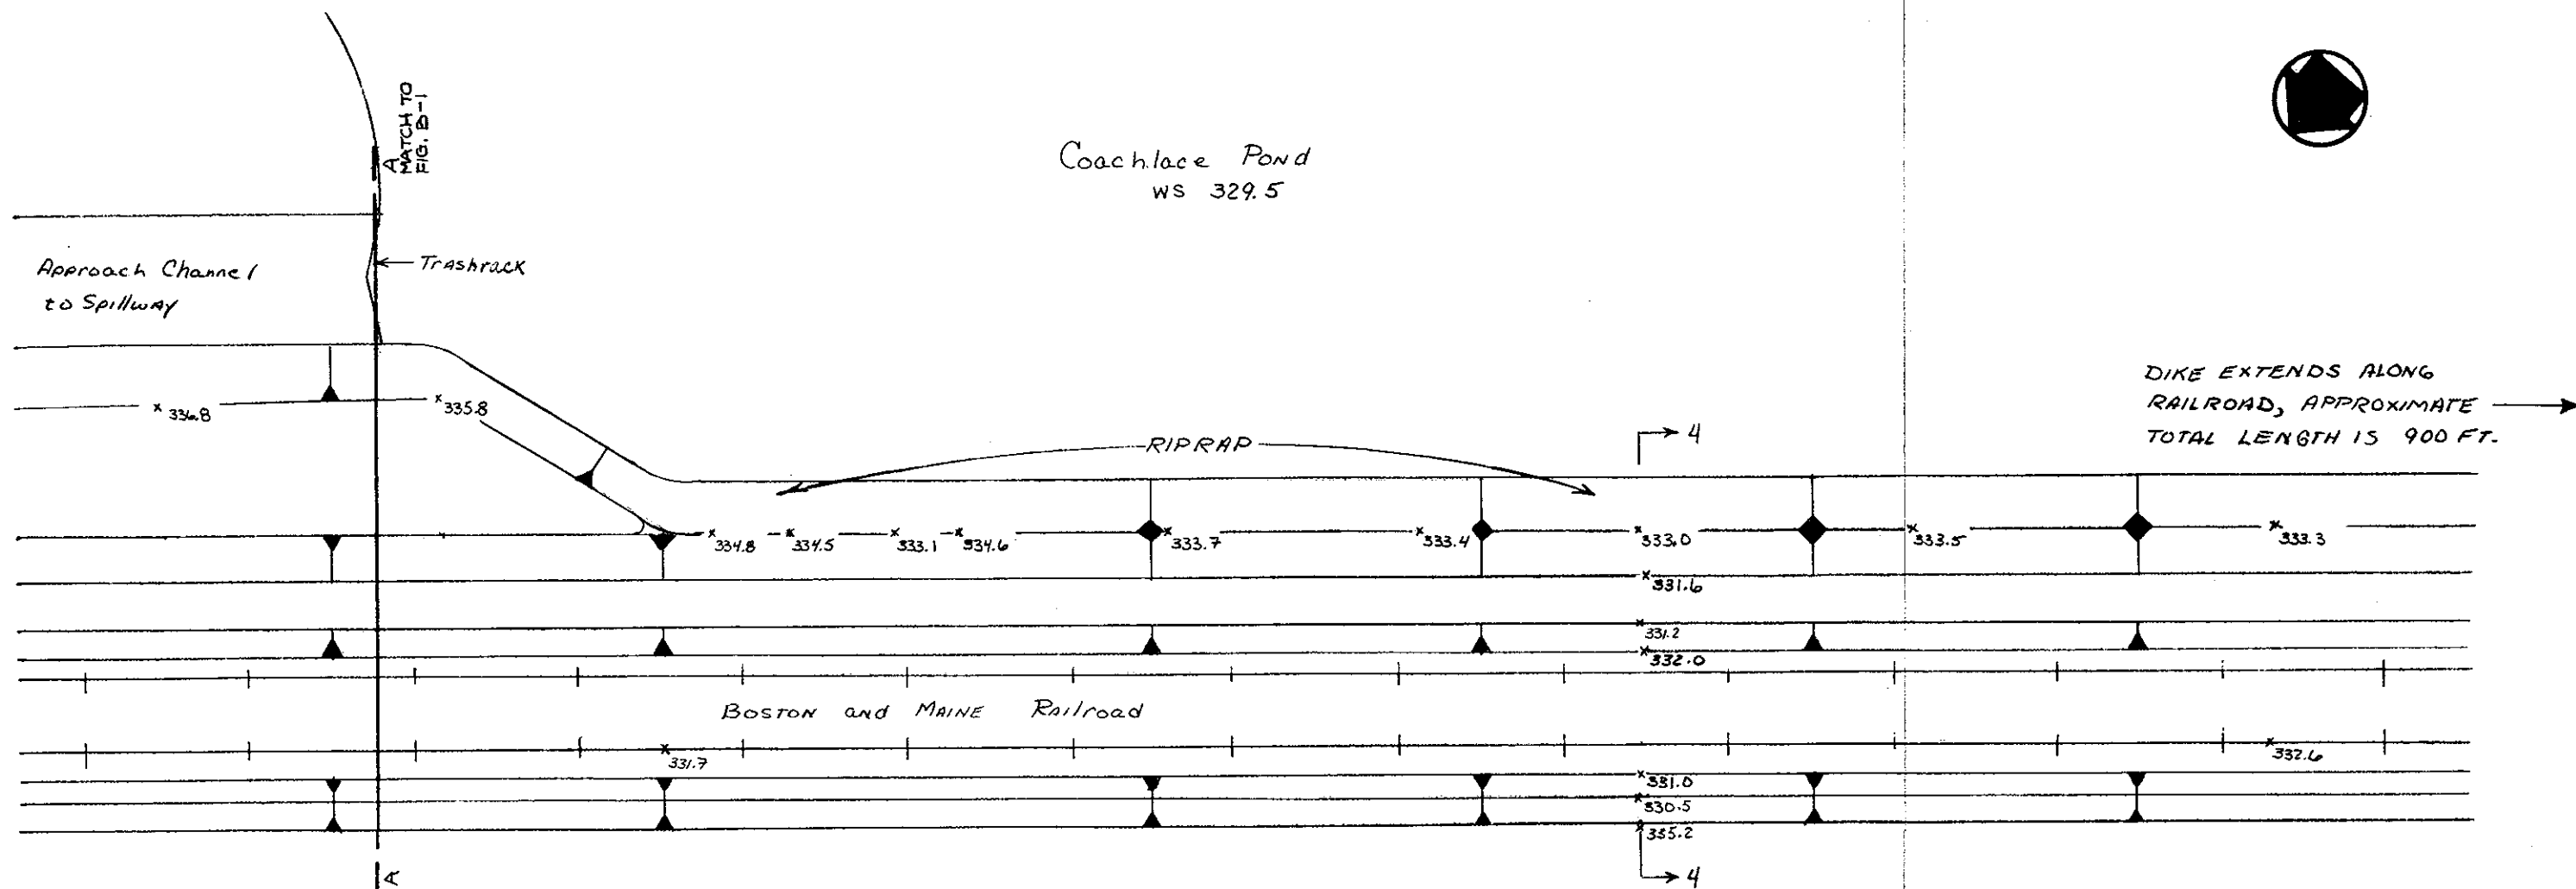 A
MATCH TO
FIG. B-1
Coachlace Pond
WS 329.5
Approach Channel
to Spillway
Trashrack
DIKE EXTENDS ALONG
RAILROAD, APPROXIMATE
TOTAL LENGTH IS 900 FT.
336.8
335.8
RIPRAP
4
334.8
334.5
333.1
334.6
333.7
333.4
333.0
333.5
333.3
331.6
331.2
332.0
BOSTON and MAINE Railroad
331.7
332.6
331.0
330.5
335.2
A
4